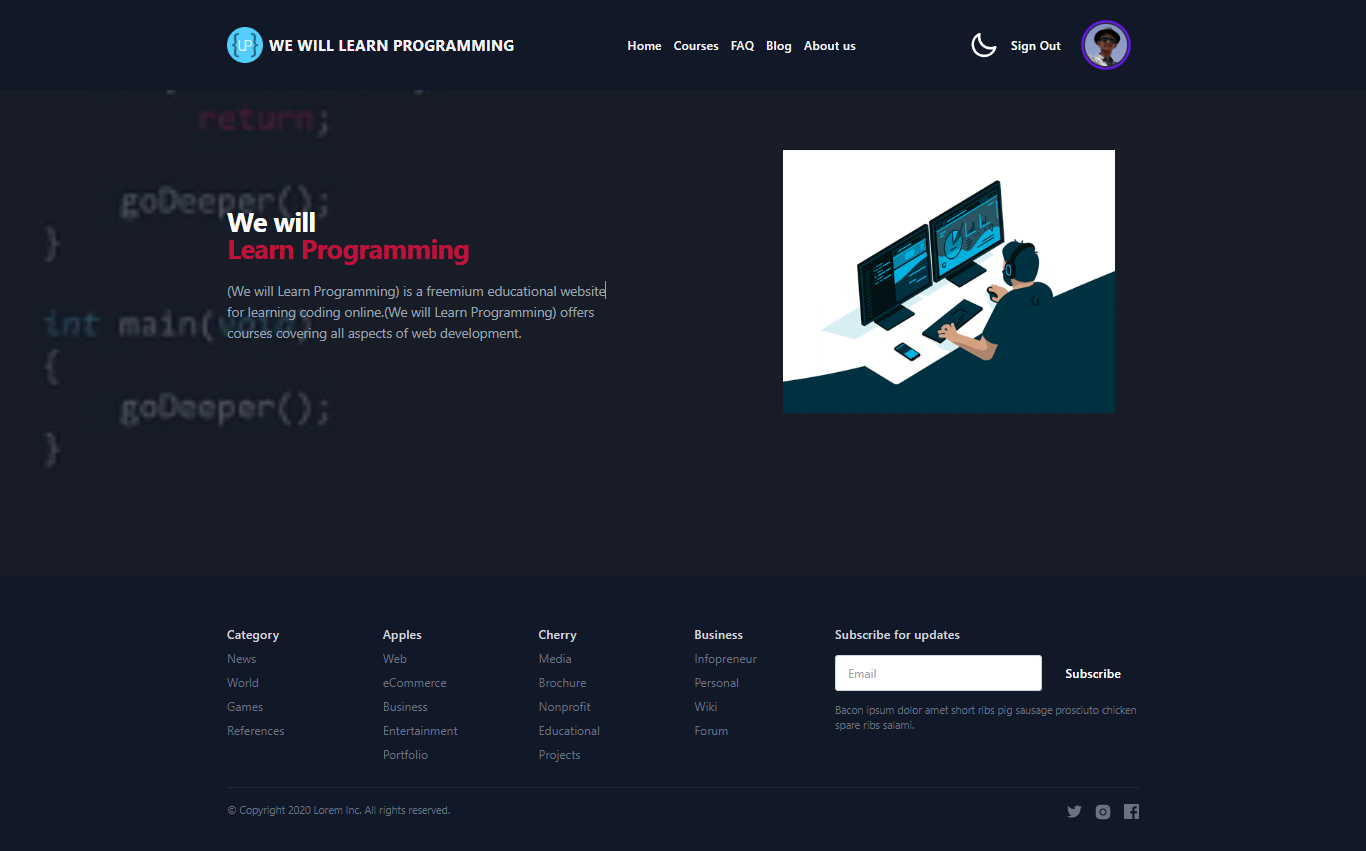 LP
WE WILL LEARN PROGRAMMING
Home Courses FAQ Blog About us
Sign Out
return;
goDeeper();
}
int main(void)
{
goDeeper();
}
We will
Learn Programming
(We will Learn Programming) is a freemium educational website
for learning coding online.(We will Learn Programming) offers
courses covering all aspects of web development.
Category
News
World
Games
References
Apples
Web
eCommerce
Business
Entertainment
Portfolio
Cherry
Media
Brochure
Nonprofit
Educational
Projects
Business
Infopreneur
Personal
Wiki
Forum
Subscribe for updates
Email
Subscribe
Bacon ipsum dolor amet short ribs pig sausage prosciuto chicken
spare ribs salami.
© Copyright 2020 Lorem Inc. All rights reserved.